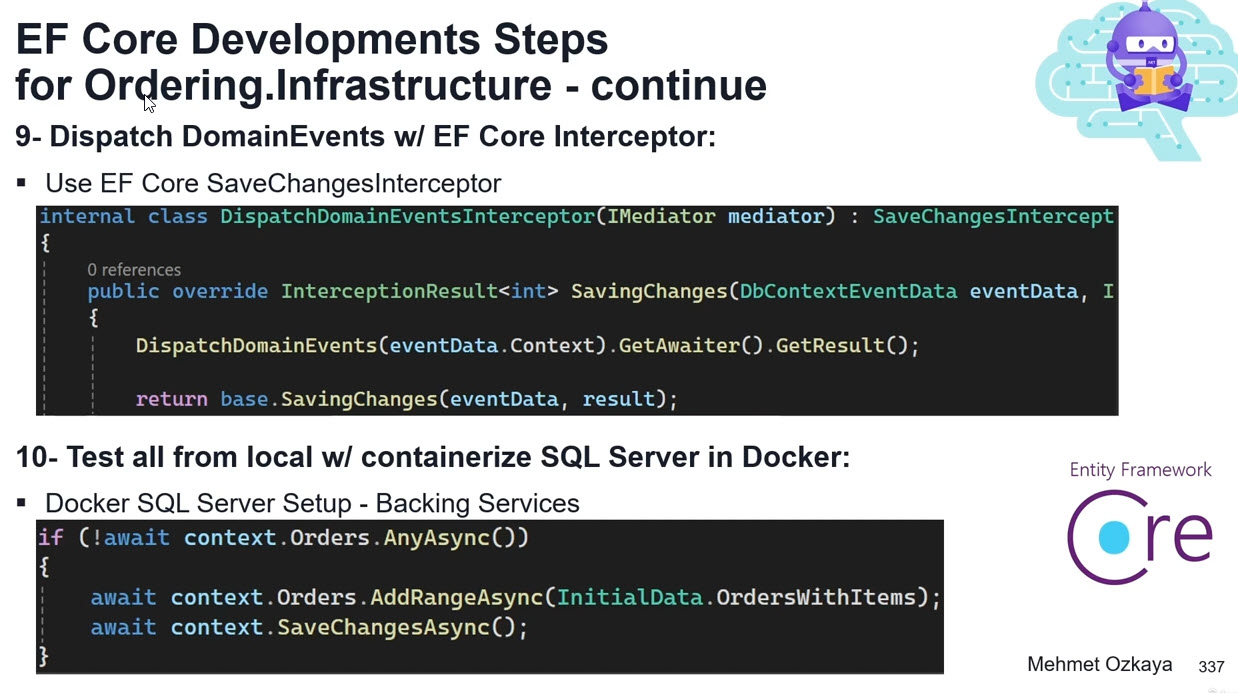 EF Core Developments Steps
for Ordering.Infrastructure - continue
9- Dispatch DomainEvents w/ EF Core Interceptor:
▪ Use EF Core SaveChangesInterceptor
internal class DispatchDomainEventsInterceptor(IMediator mediator) : SaveChangesIntercept
{
0 references
public override InterceptionResult<int> SavingChanges(DbContextEventData eventData, I
{
DispatchDomainEvents(eventData.Context).GetAwaiter().GetResult();
return base.SavingChanges(eventData, result);
10- Test all from local w/ containerize SQL Server in Docker:
▪ Docker SQL Server Setup - Backing Services
if (!await context.Orders.AnyAsync())
{
await context.Orders.AddRangeAsync(InitialData.OrdersWithItems);
await context.SaveChangesAsync();
}
Entity Framework
Core
Mehmet Ozkaya 337